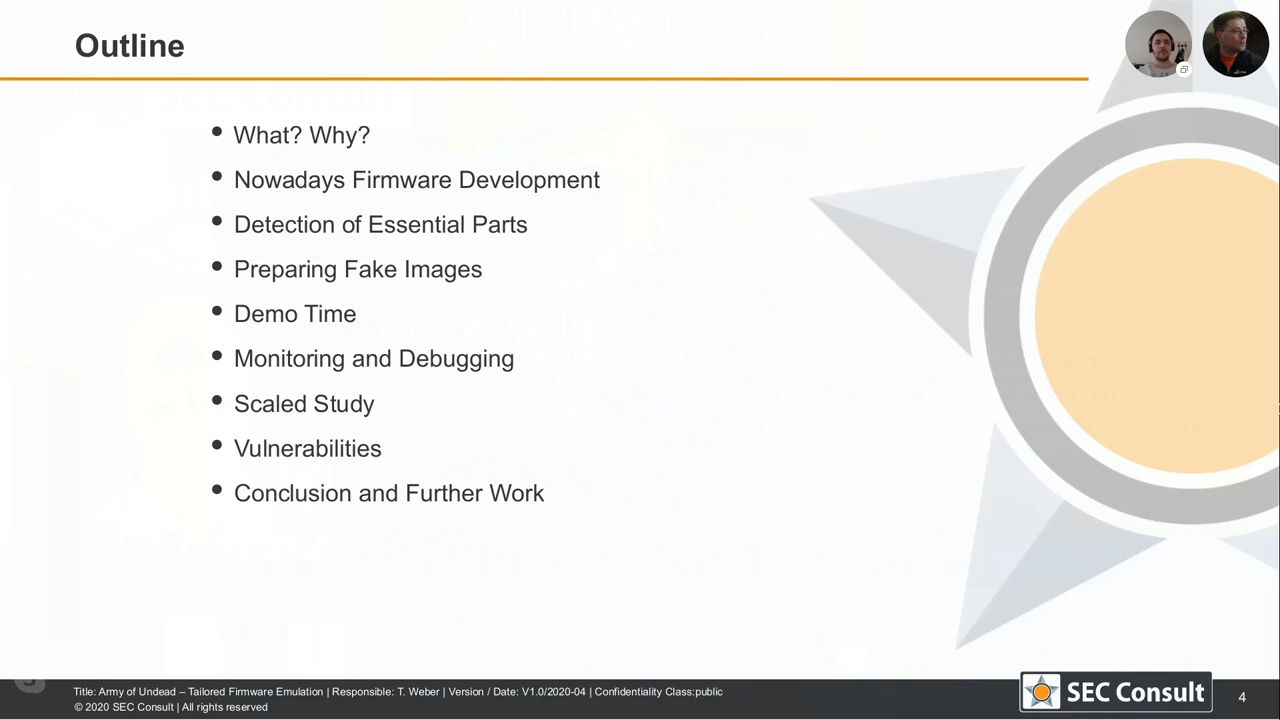 Outline
What? Why?
Nowadays Firmware Development
Detection of Essential Parts
Preparing Fake Images
Demo Time
Monitoring and Debugging
Scaled Study
Vulnerabilities
Conclusion and Further Work
Title: Army of Undead – Tailored Firmware Emulation | Responsible: T. Weber | Version / Date: V1.0/2020-04 | Confidentiality Class:public
© 2020 SEC Consult | All rights reserved
SEC Consult
4